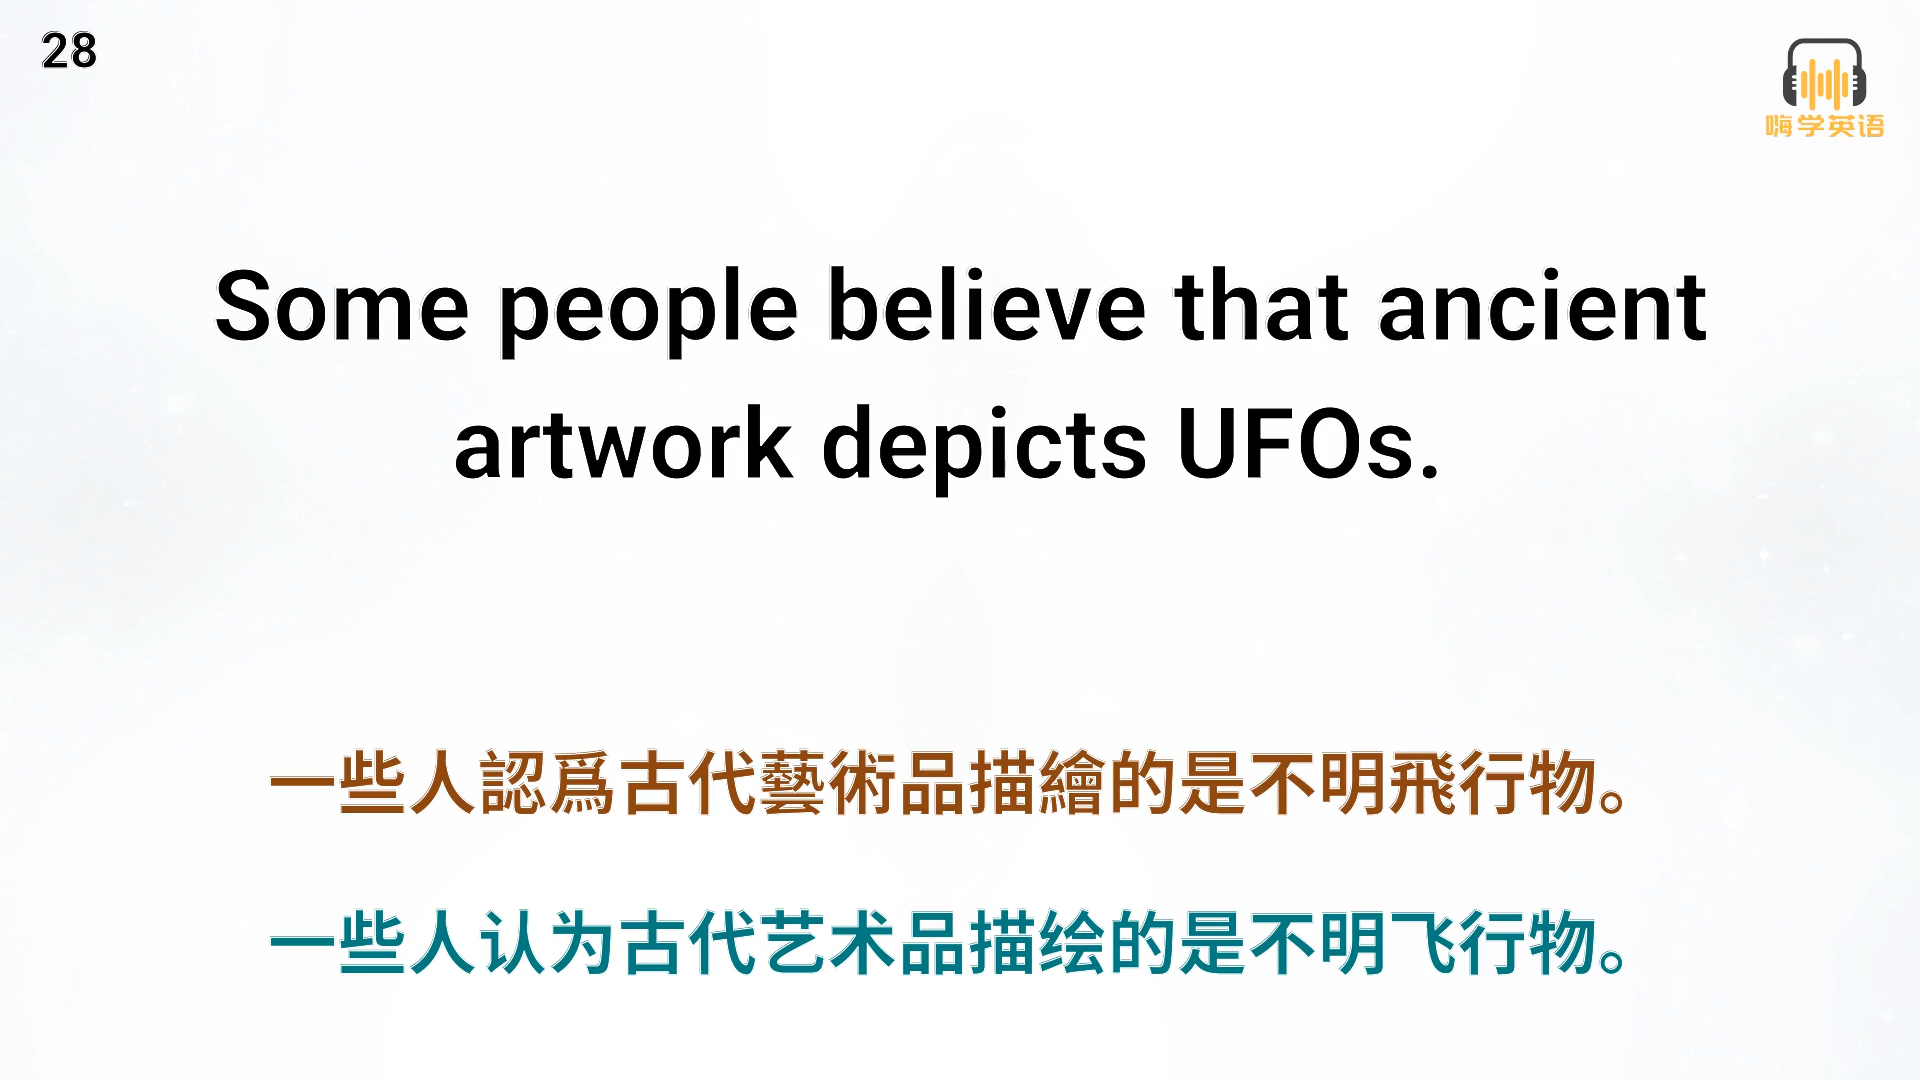 28
嗨学英语
Some people believe that ancient
artwork depicts UFOs.
一些人認爲古代藝術品描繪的是不明飛行物。
一些人认为古代艺术品描绘的是不明飞行物。